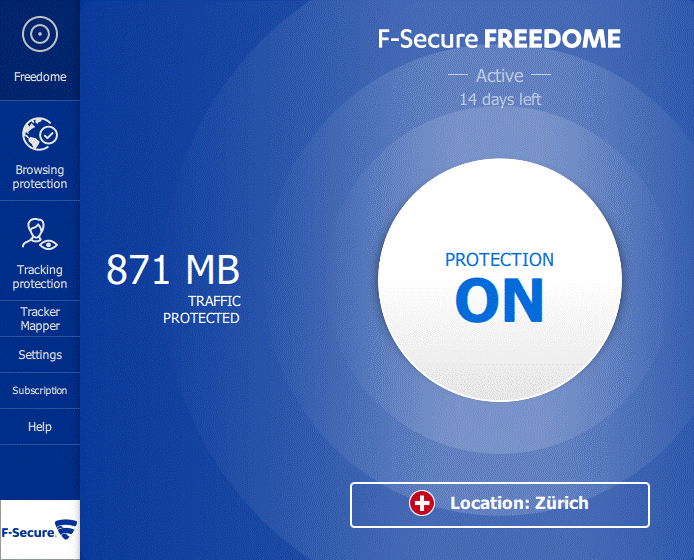 Freedome
Browsing
protection
Tracking
protection
Tracker
Mapper
Settings
Subscription
Help
F-Secure
F-Secure FREEDOME
Active
14 days left
871 MB
TRAFFIC
PROTECTED
PROTECTION
ON
Location: Zürich